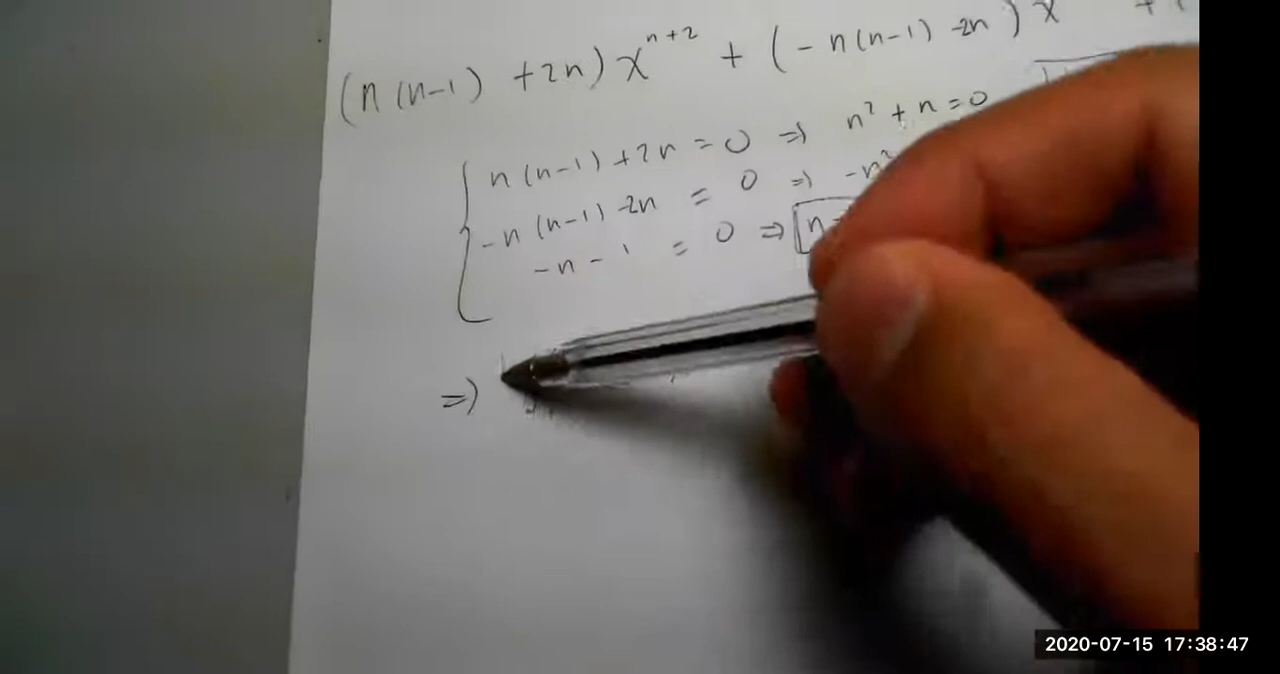 (n(n-1) +2n) x^{n+2} + (-n(n-1) -2n) x
n(n-1)+2n = 0 ⇒ n² + n = 0
-n(n-1) -2n = 0 ⇒ -n²
-n - 1 = 0 ⇒ n
⇒
2020-07-15 17:38:47